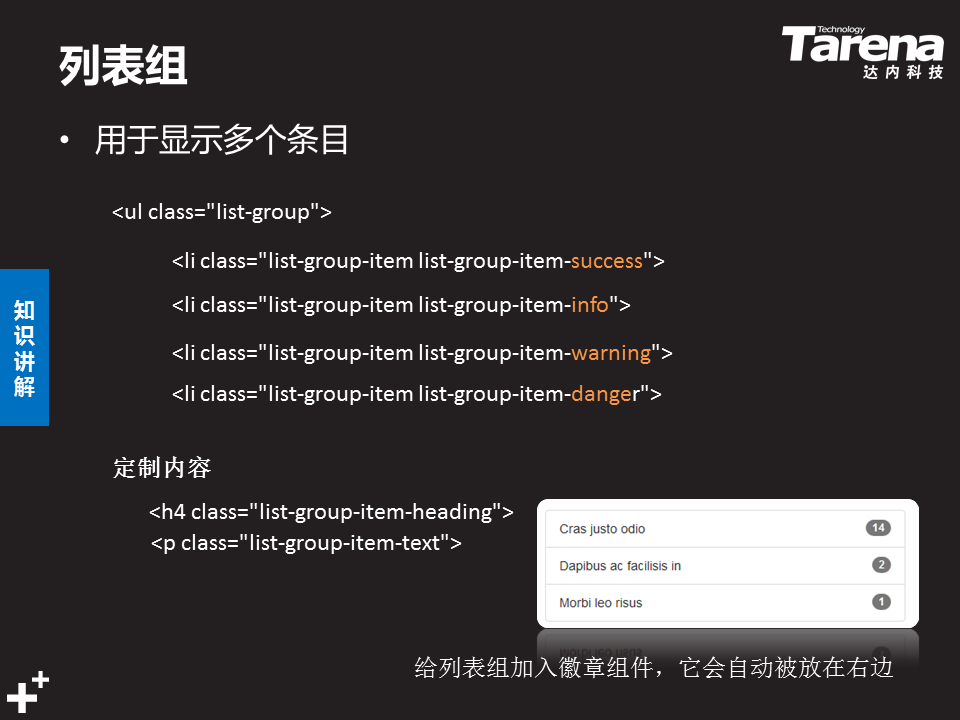 列表组
Technology
Tarena
达内科技
• 用于显示多个条目
<ul class="list-group">
<li class="list-group-item list-group-item-success">
<li class="list-group-item list-group-item-info">
<li class="list-group-item list-group-item-warning">
<li class="list-group-item list-group-item-danger">
知识讲解
定制内容
<h4 class="list-group-item-heading">
<p class="list-group-item-text">
Cras justo odio 14
Dapibus ac facilisis in 2
Morbi leo risus 1
给列表组加入徽章组件，它会自动被放在右边